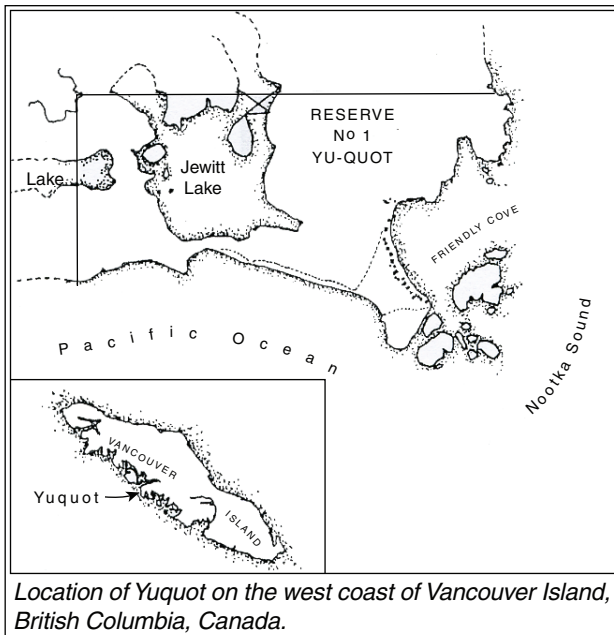 RESERVE
Nº 1
YU-QUOT
Jewitt
Lake
Lake
FRIENDLY COVE
Pacific Ocean
Nootka Sound
VANCOUVER
ISLAND
Yuquot
Location of Yuquot on the west coast of Vancouver Island,
British Columbia, Canada.